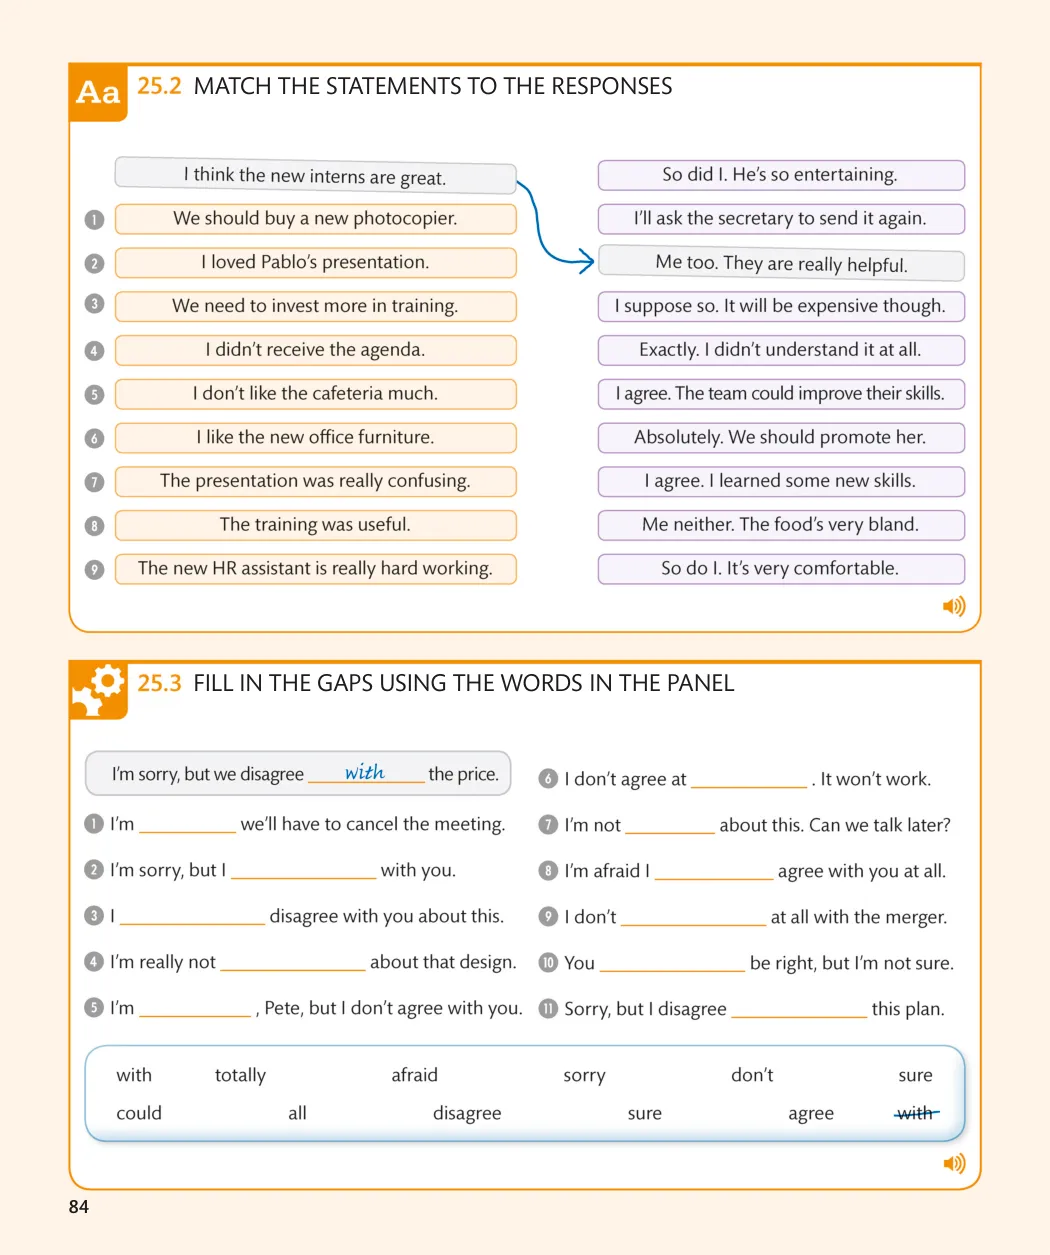 Aa 25.2 MATCH THE STATEMENTS TO THE RESPONSES
I think the new interns are great.
So did I. He's so entertaining.
1 We should buy a new photocopier.
I'll ask the secretary to send it again.
2 I loved Pablo's presentation.
Me too. They are really helpful.
3 We need to invest more in training.
I suppose so. It will be expensive though.
4 I didn't receive the agenda.
Exactly. I didn't understand it at all.
5 I don't like the cafeteria much.
I agree. The team could improve their skills.
6 I like the new office furniture.
Absolutely. We should promote her.
7 The presentation was really confusing.
I agree. I learned some new skills.
8 The training was useful.
Me neither. The food's very bland.
9 The new HR assistant is really hard working.
So do I. It's very comfortable.
25.3 FILL IN THE GAPS USING THE WORDS IN THE PANEL
I'm sorry, but we disagree with the price.
1 I'm ____ we'll have to cancel the meeting.
2 I'm sorry, but I ____ with you.
3 I ____ disagree with you about this.
4 I'm really not ____ about that design.
5 I'm ____ , Pete, but I don't agree with you.
6 I don't agree at ____ . It won't work.
7 I'm not ____ about this. Can we talk later?
8 I'm afraid I ____ agree with you at all.
9 I don't ____ at all with the merger.
10 You ____ be right, but I'm not sure.
11 Sorry, but I disagree ____ this plan.
with totally afraid sorry don't sure
could all disagree sure agree with
84